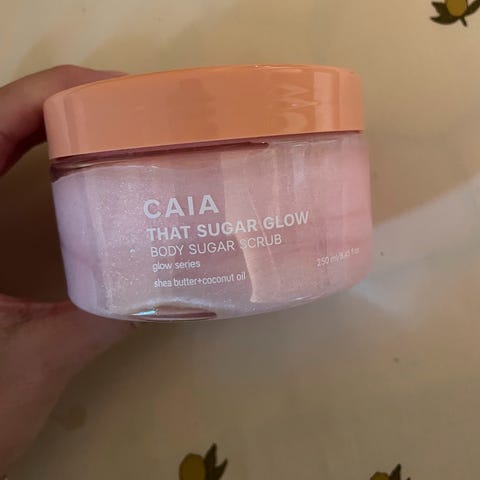 CAIA
THAT SUGAR GLOW
BODY SUGAR SCRUB
glow series
shea butter+coconut oil
250 ml/8.45 fl oz